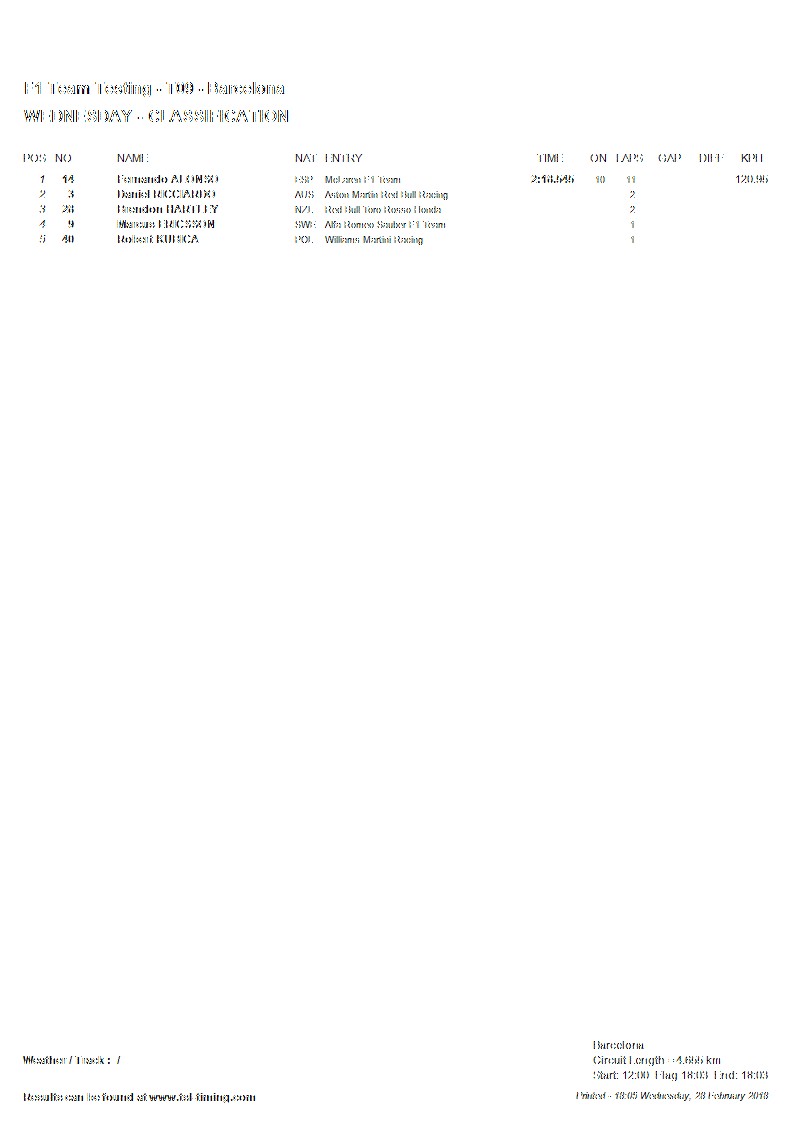 F1 Team Testing - T09 - Barcelona
WEDNESDAY - CLASSIFICATION
POS NO NAME NAT ENTRY TIME ON LAPS GAP DIFF KPH
1 14 Fernando ALONSO ESP McLaren F1 Team 2:18.545 10 11 120.95
2 3 Daniel RICCIARDO AUS Aston Martin Red Bull Racing 2
3 28 Brendon HARTLEY NZL Red Bull Toro Rosso Honda 2
4 9 Marcus ERICSSON SWE Alfa Romeo Sauber F1 Team 1
5 40 Robert KUBICA POL Williams Martini Racing 1
Barcelona
Weather / Track : /
Circuit Length = 4.655 km
Start: 12:00 Flag 18:03 End: 18:03
Results can be found at www.tsl-timing.com
Printed - 18:05 Wednesday, 28 February 2018